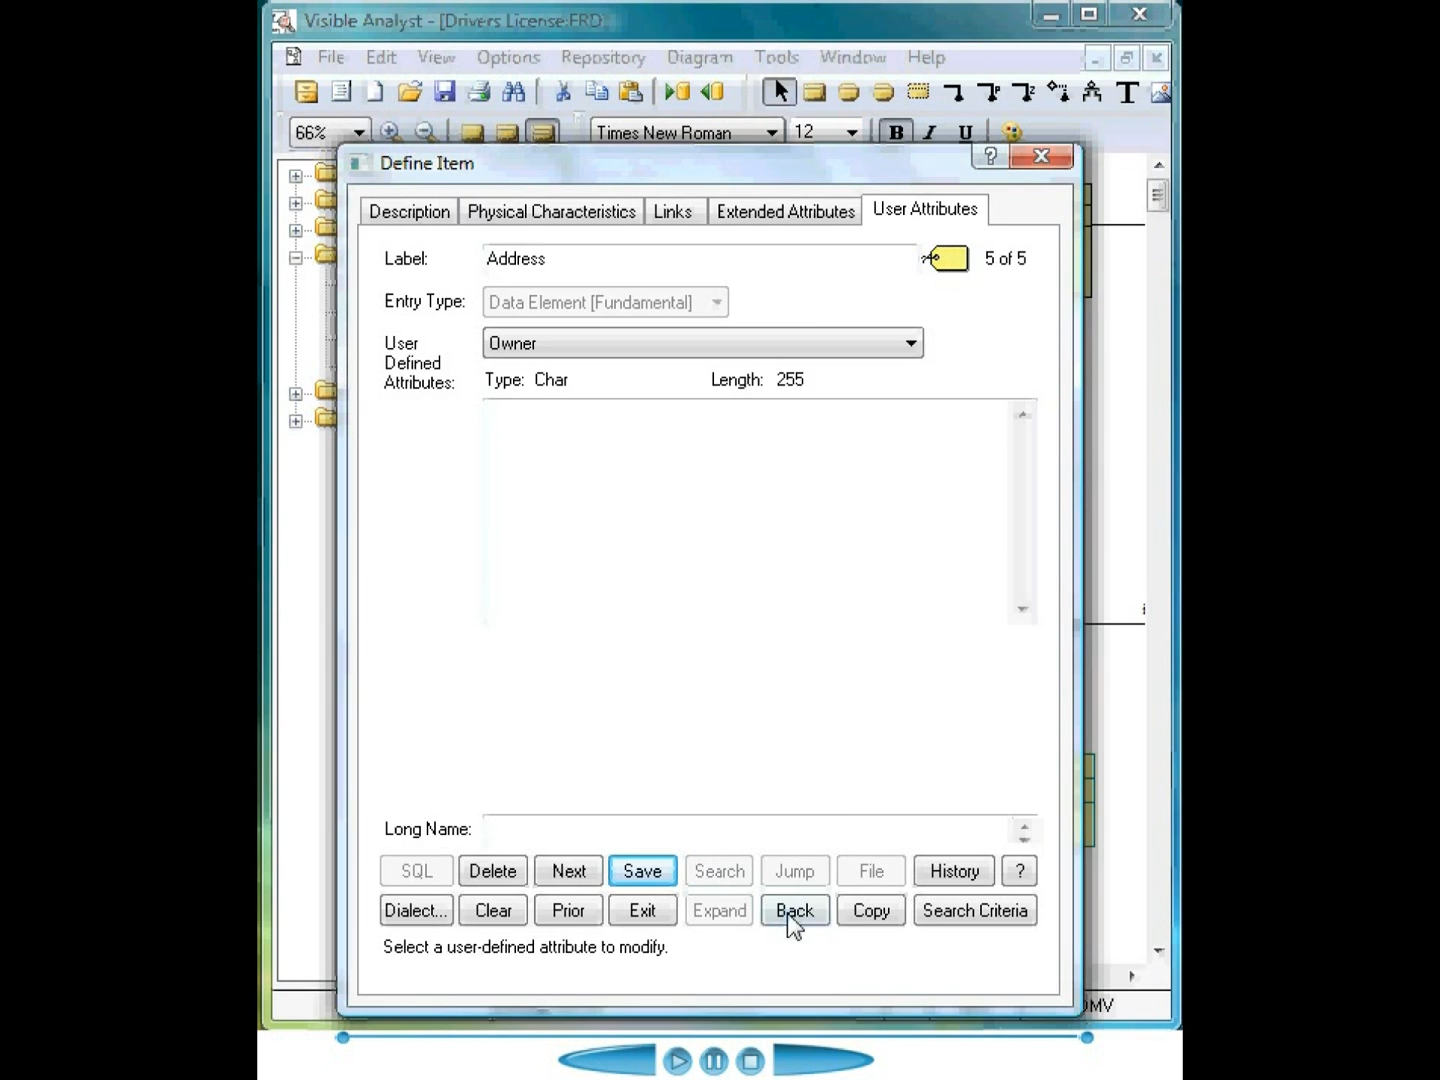 Visible Analyst - [Drivers License:FRD]
File Edit View Options Repository Diagram Tools Window Help
66% Times New Roman 12 B I U
Define Item
Description Physical Characteristics Links Extended Attributes User Attributes
Label: Address 5 of 5
Entry Type: Data Element [Fundamental]
User Defined Attributes: Owner
Type: Char Length: 255
Long Name:
SQL Delete Next Save Search Jump File History ?
Dialect... Clear Prior Exit Expand Back Copy Search Criteria
Select a user-defined attribute to modify.